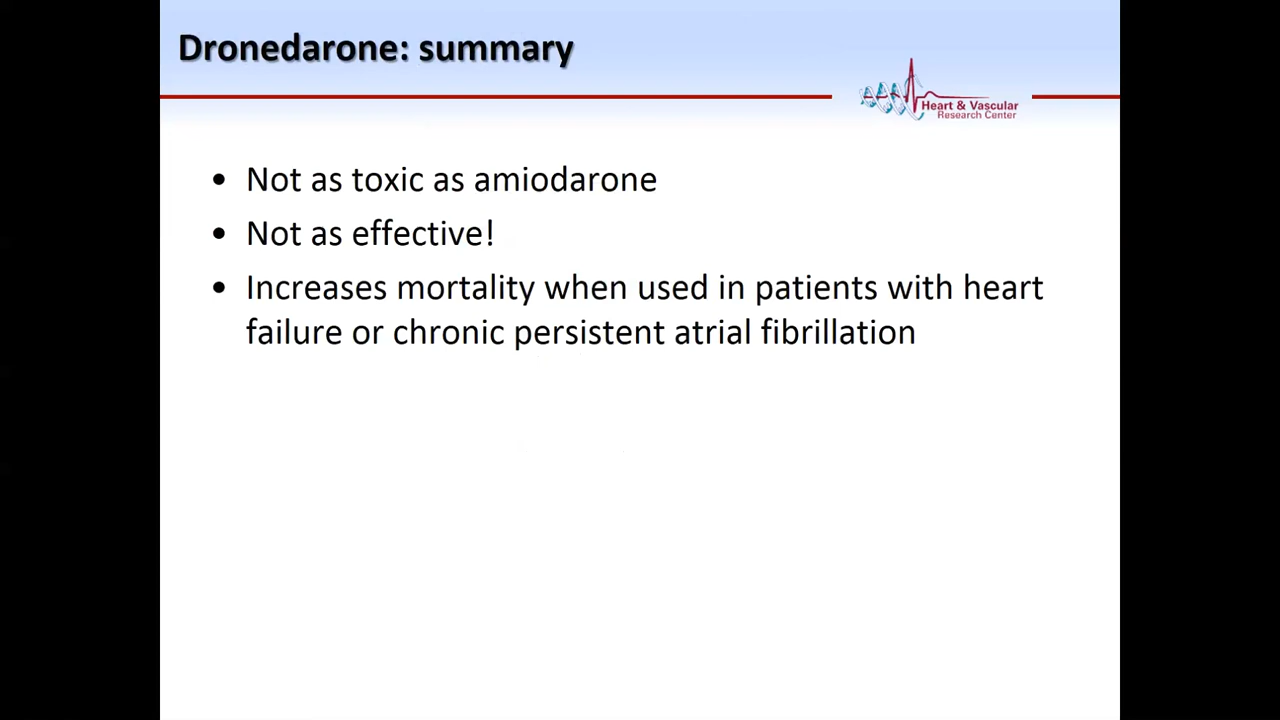 Dronedarone: summary
Heart & Vascular
Research Center
• Not as toxic as amiodarone
• Not as effective!
• Increases mortality when used in patients with heart
failure or chronic persistent atrial fibrillation